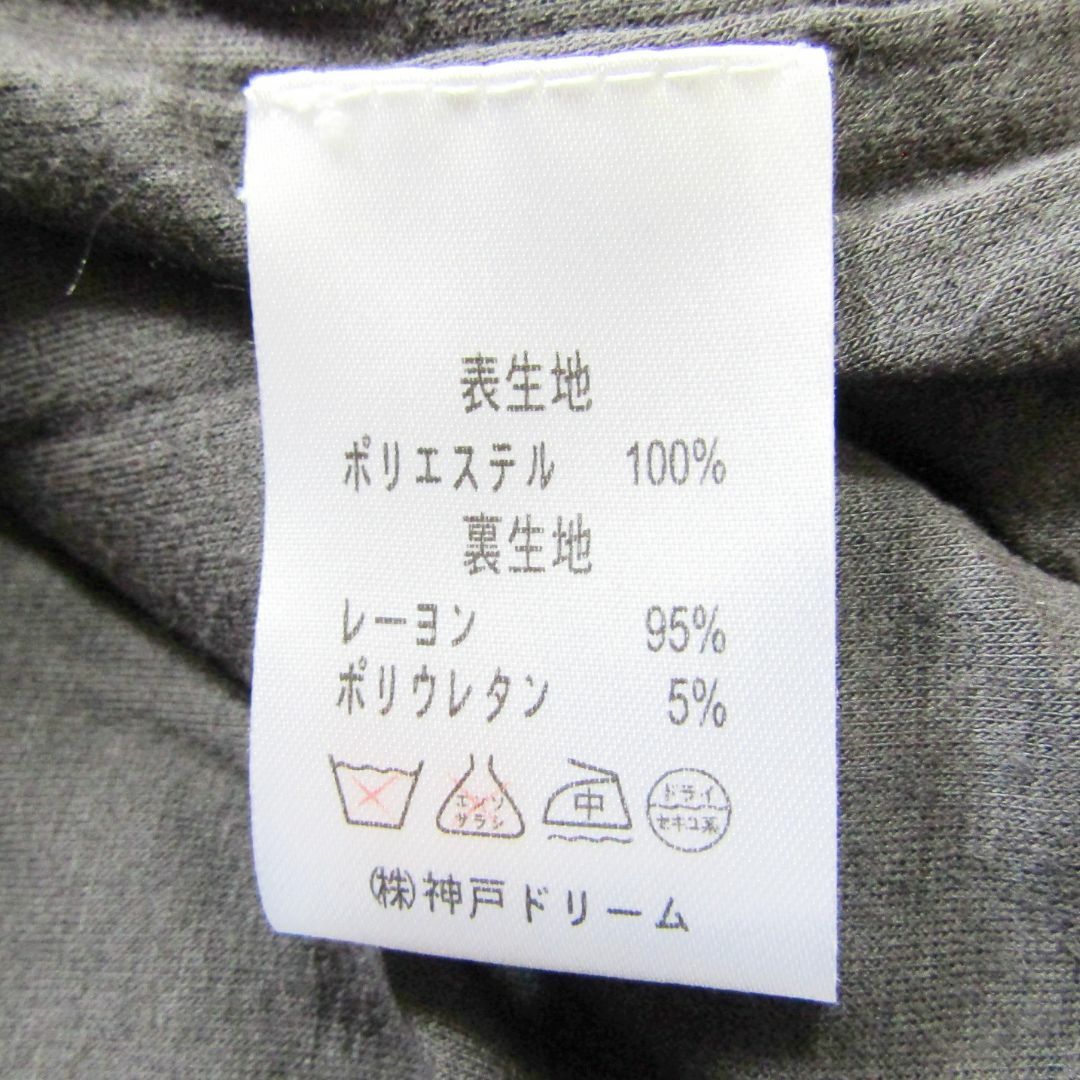 表生地
ポリエステル 100%
裏生地
レーヨン 95%
ポリウレタン 5%
エンソ
サラシ
中
ドライ
セキユ系
(株)神戸ドリーム